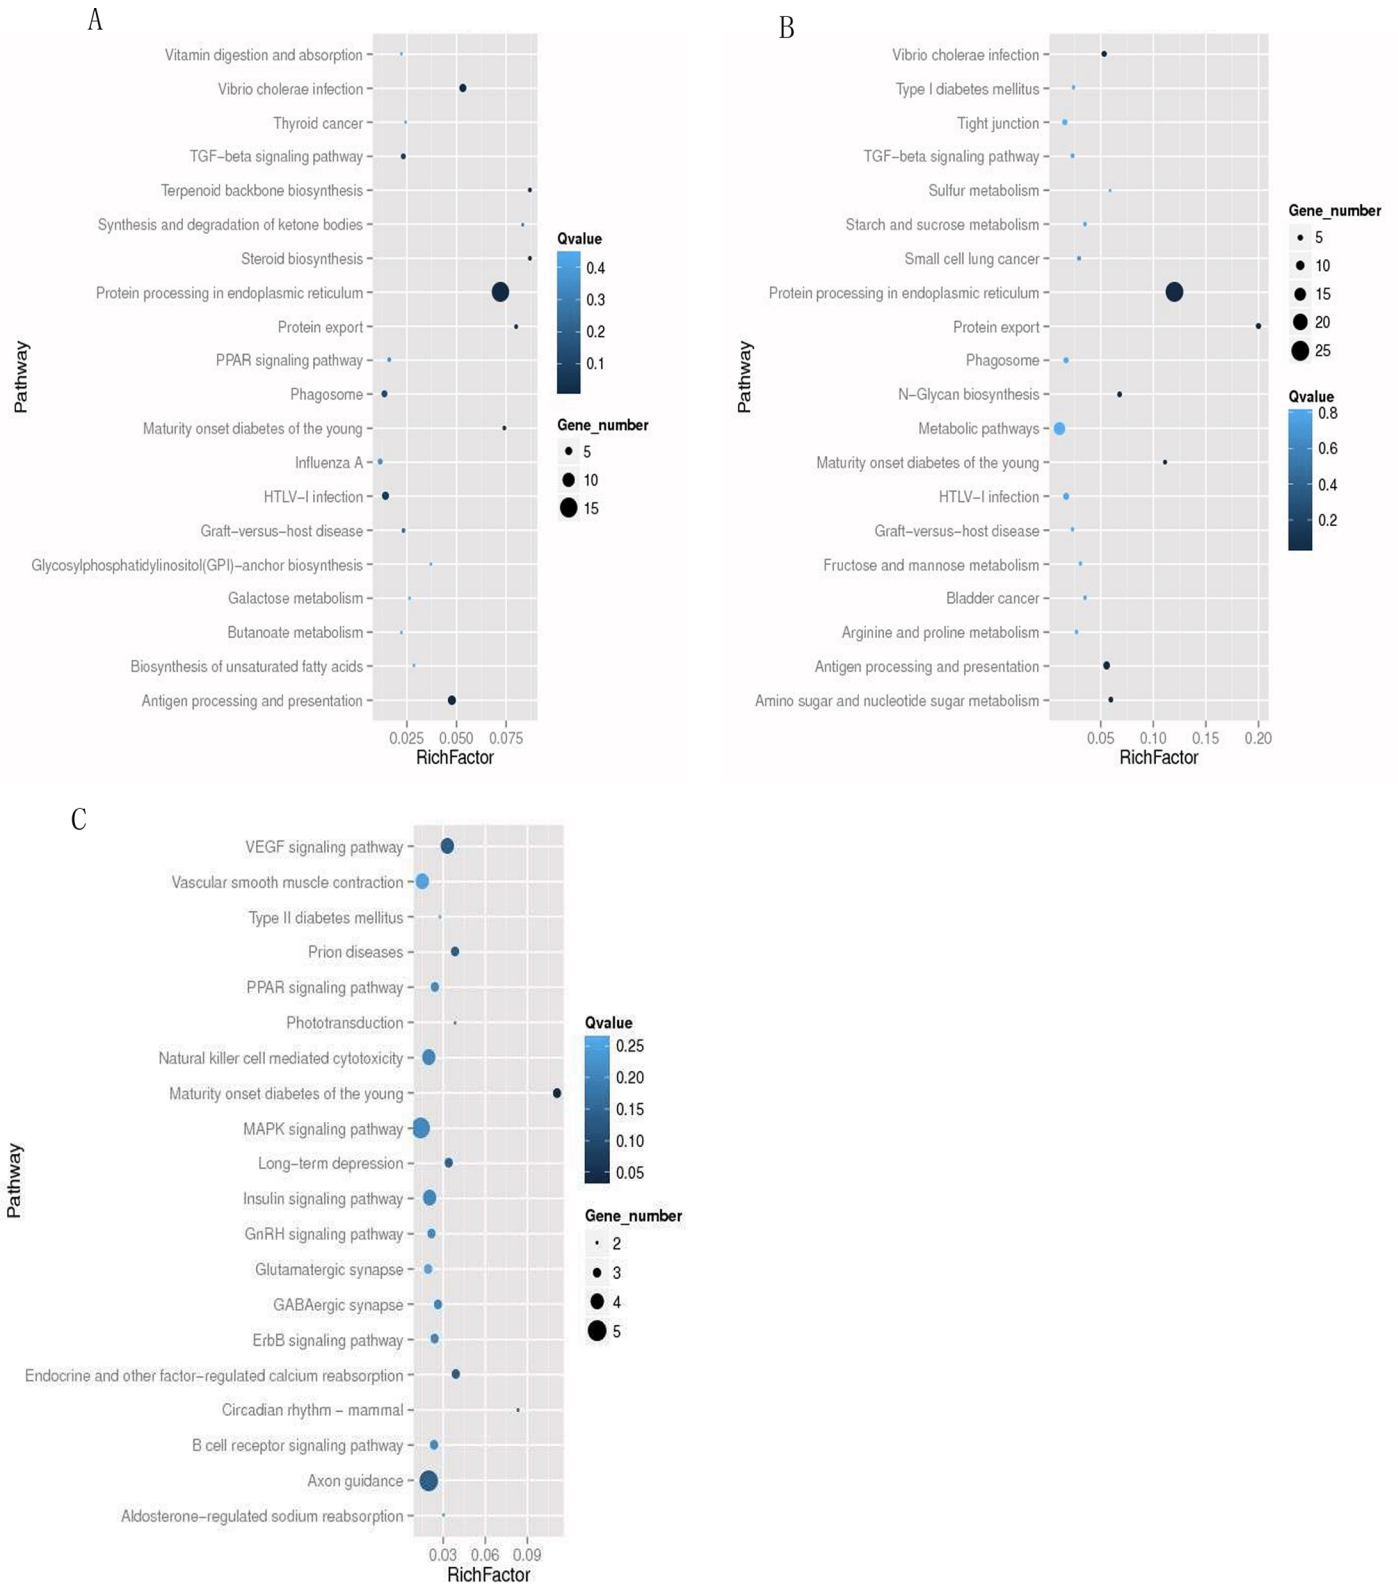 A
Vitamin digestion and absorption
Vibrio cholerae infection
Thyroid cancer
TGF−beta signaling pathway
Terpenoid backbone biosynthesis
Synthesis and degradation of ketone bodies
Steroid biosynthesis
Protein processing in endoplasmic reticulum
Protein export
PPAR signaling pathway
Phagosome
Maturity onset diabetes of the young
Influenza A
HTLV−I infection
Graft−versus−host disease
Glycosylphosphatidylinositol(GPI)−anchor biosynthesis
Galactose metabolism
Butanoate metabolism
Biosynthesis of unsaturated fatty acids
Antigen processing and presentation
Pathway
0.025 0.050 0.075
RichFactor
Qvalue
0.4
0.3
0.2
0.1
Gene_number
5
10
15
B
Vibrio cholerae infection
Type I diabetes mellitus
Tight junction
TGF−beta signaling pathway
Sulfur metabolism
Starch and sucrose metabolism
Small cell lung cancer
Protein processing in endoplasmic reticulum
Protein export
Phagosome
N−Glycan biosynthesis
Metabolic pathways
Maturity onset diabetes of the young
HTLV−I infection
Graft−versus−host disease
Fructose and mannose metabolism
Bladder cancer
Arginine and proline metabolism
Antigen processing and presentation
Amino sugar and nucleotide sugar metabolism
Pathway
0.05 0.10 0.15 0.20
RichFactor
Gene_number
5
10
15
20
25
Qvalue
0.8
0.6
0.4
0.2
C
VEGF signaling pathway
Vascular smooth muscle contraction
Type II diabetes mellitus
Prion diseases
PPAR signaling pathway
Phototransduction
Natural killer cell mediated cytotoxicity
Maturity onset diabetes of the young
MAPK signaling pathway
Long−term depression
Insulin signaling pathway
GnRH signaling pathway
Glutamatergic synapse
GABAergic synapse
ErbB signaling pathway
Endocrine and other factor−regulated calcium reabsorption
Circadian rhythm − mammal
B cell receptor signaling pathway
Axon guidance
Aldosterone−regulated sodium reabsorption
Pathway
0.03 0.06 0.09
RichFactor
Qvalue
0.25
0.20
0.15
0.10
0.05
Gene_number
2
3
4
5